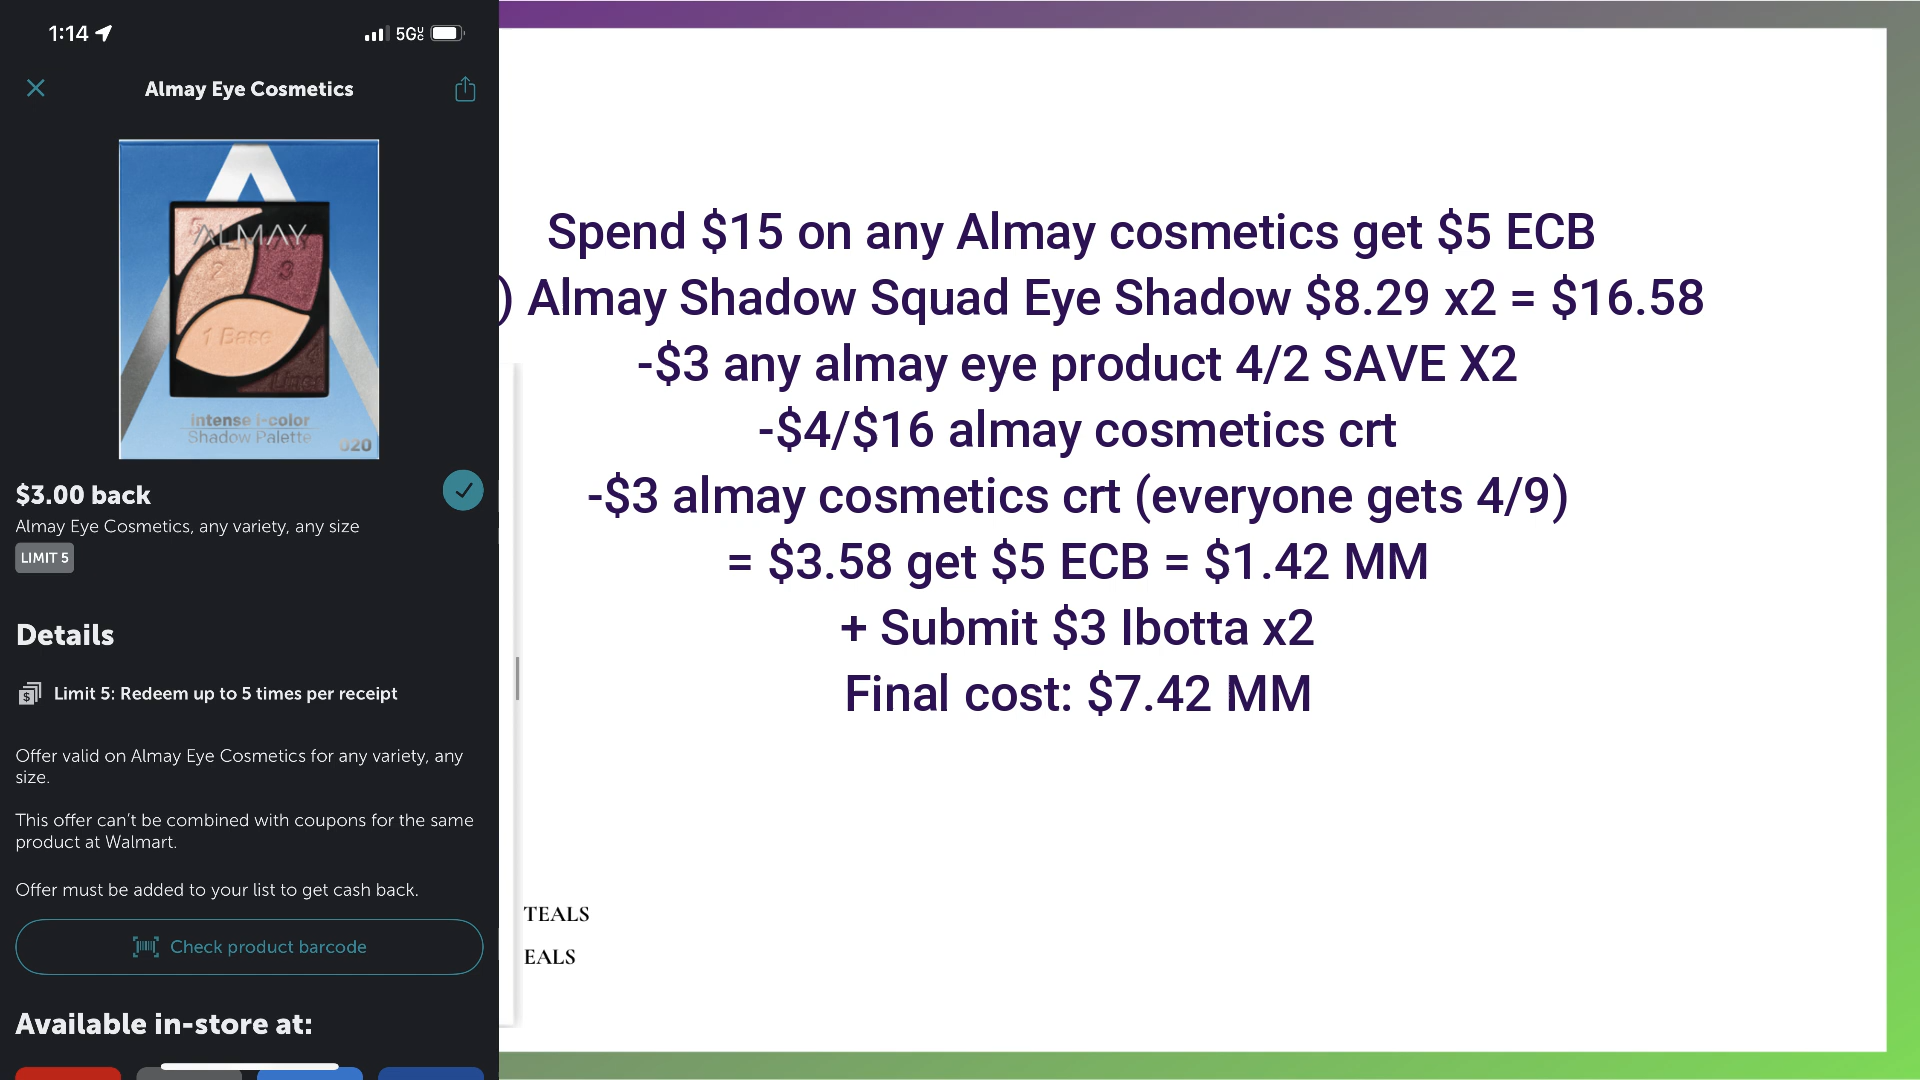 1:14
5G
Almay Eye Cosmetics
ALMAY
2
3
1 Base
intense i-color
Shadow Palette
020
$3.00 back
Almay Eye Cosmetics, any variety, any size
LIMIT 5
Details
Limit 5: Redeem up to 5 times per receipt
Offer valid on Almay Eye Cosmetics for any variety, any
size.
This offer can't be combined with coupons for the same
product at Walmart.
Offer must be added to your list to get cash back.
Check product barcode
Available in-store at:
Spend $15 on any Almay cosmetics get $5 ECB
) Almay Shadow Squad Eye Shadow $8.29 x2 = $16.58
-$3 any almay eye product 4/2 SAVE X2
-$4/$16 almay cosmetics crt
-$3 almay cosmetics crt (everyone gets 4/9)
= $3.58 get $5 ECB = $1.42 MM
+ Submit $3 Ibotta x2
Final cost: $7.42 MM
TEALS
EALS